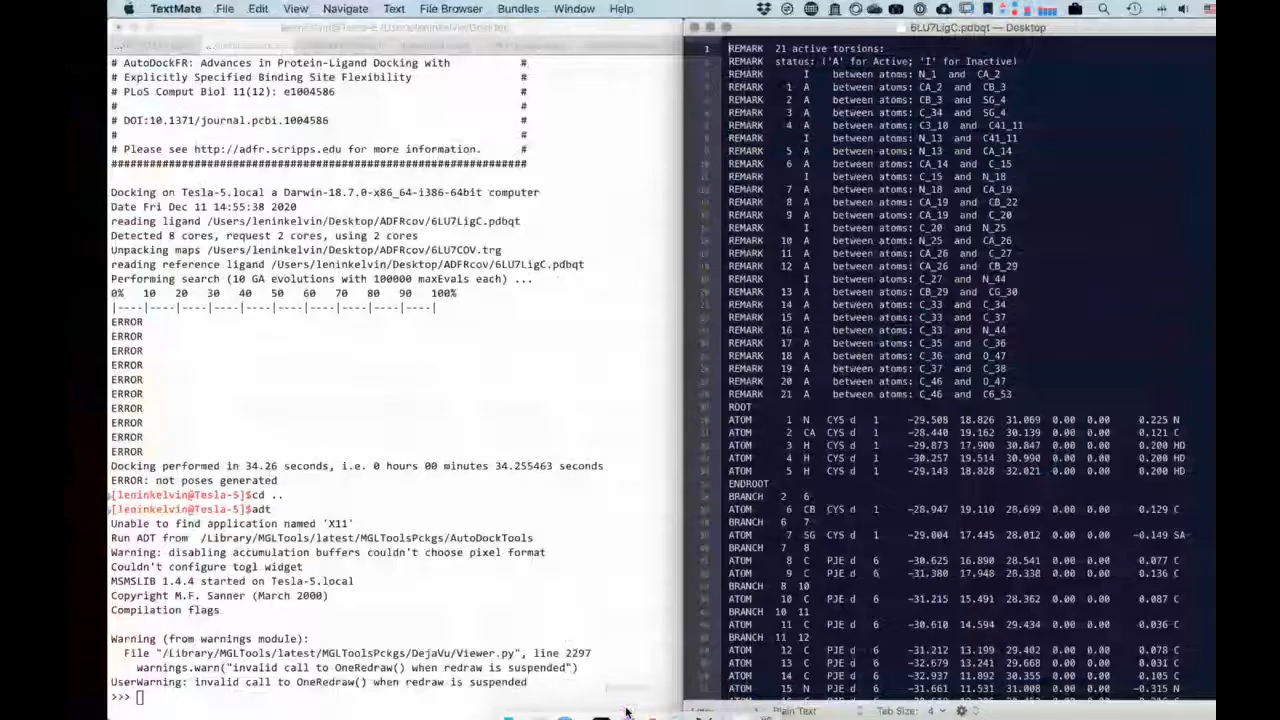 TextMate File Edit View Navigate Text File Browser Bundles Window Help
# AutoDockFR: Advances in Protein-Ligand Docking with #
# Explicitly Specified Binding Site Flexibility #
# PLoS Comput Biol 11(12): e1004586 #
# #
# DOI:10.1371/journal.pcbi.1004586 #
# #
# Please see http://adfr.scripps.edu for more information. #
################################################################
Docking on Tesla-5.local a Darwin-18.7.0-x86_64-i386-64bit computer
Date Fri Dec 11 14:55:38 2020
reading ligand /Users/leninkelvin/Desktop/ADFRcov/6LU7LigC.pdbqt
Detected 8 cores, request 2 cores, using 2 cores
Unpacking maps /Users/leninkelvin/Desktop/ADFRcov/6LU7COV.trg
reading reference ligand /Users/leninkelvin/Desktop/ADFRcov/6LU7LigC.pdbqt
Performing search (10 GA evolutions with 100000 maxEvals each) ...
0% 10 20 30 40 50 60 70 80 90 100%
|----|----|----|----|----|----|----|----|----|----|
ERROR
ERROR
ERROR
ERROR
ERROR
ERROR
ERROR
ERROR
ERROR
ERROR
Docking performed in 34.26 seconds, i.e. 0 hours 00 minutes 34.255463 seconds
ERROR: not poses generated
[leninkelvin@Tesla-5]$cd ..
[leninkelvin@Tesla-5]$adt
Unable to find application named 'X11'
Run ADT from /Library/MGLTools/latest/MGLToolsPckgs/AutoDockTools
Warning: disabling accumulation buffers couldn't choose pixel format
Couldn't configure togl widget
MSMSLIB 1.4.4 started on Tesla-5.local
Copyright M.F. Sanner (March 2000)
Compilation flags
Warning (from warnings module):
File "/Library/MGLTools/latest/MGLToolsPckgs/DejaVu/Viewer.py", line 2297
warnings.warn("invalid call to OneRedraw() when redraw is suspended")
UserWarning: invalid call to OneRedraw() when redraw is suspended
>>>
6LU7LigC.pdbqt — Desktop
1 REMARK 21 active torsions:
REMARK status: ('A' for Active; 'I' for Inactive)
REMARK I between atoms: N_1 and CA_2
REMARK 1 A between atoms: CA_2 and CB_3
REMARK 2 A between atoms: CB_3 and SG_4
REMARK 3 A between atoms: C_34 and SG_4
REMARK 4 A between atoms: C3_10 and C41_11
REMARK I between atoms: N_13 and C41_11
REMARK 5 A between atoms: N_13 and CA_14
REMARK 6 A between atoms: CA_14 and C_15
REMARK I between atoms: C_15 and N_18
REMARK 7 A between atoms: N_18 and CA_19
REMARK 8 A between atoms: CA_19 and CB_22
REMARK 9 A between atoms: CA_19 and C_20
REMARK I between atoms: C_20 and N_25
REMARK 10 A between atoms: N_25 and CA_26
REMARK 11 A between atoms: CA_26 and C_27
REMARK 12 A between atoms: CA_26 and CB_29
REMARK I between atoms: C_27 and N_44
REMARK 13 A between atoms: CB_29 and CG_30
REMARK 14 A between atoms: C_33 and C_34
REMARK 15 A between atoms: C_33 and C_37
REMARK 16 A between atoms: C_33 and N_44
REMARK 17 A between atoms: C_35 and C_36
REMARK 18 A between atoms: C_36 and O_47
REMARK 19 A between atoms: C_37 and C_38
REMARK 20 A between atoms: C_46 and O_47
REMARK 21 A between atoms: C_46 and C6_53
ROOT
ATOM 1 N CYS d 1 -29.508 18.826 31.069 0.00 0.00 0.225 N
ATOM 2 CA CYS d 1 -28.440 19.162 30.139 0.00 0.00 0.121 C
ATOM 3 H CYS d 1 -29.873 17.900 30.847 0.00 0.00 0.200 HD
ATOM 4 H CYS d 1 -30.257 19.514 30.990 0.00 0.00 0.200 HD
ATOM 5 H CYS d 1 -29.143 18.828 32.021 0.00 0.00 0.200 HD
ENDROOT
BRANCH 2 6
ATOM 6 CB CYS d 1 -28.947 19.110 28.699 0.00 0.00 0.129 C
BRANCH 6 7
ATOM 7 SG CYS d 1 -29.004 17.445 28.012 0.00 0.00 -0.149 SA
BRANCH 7 8
ATOM 8 C PJE d 6 -30.625 16.890 28.541 0.00 0.00 0.077 C
ATOM 9 C PJE d 6 -31.380 17.948 28.338 0.00 0.00 0.136 C
BRANCH 8 10
ATOM 10 C PJE d 6 -31.215 15.491 28.362 0.00 0.00 0.087 C
BRANCH 10 11
ATOM 11 C PJE d 6 -30.610 14.594 29.434 0.00 0.00 0.036 C
BRANCH 11 12
ATOM 12 C PJE d 6 -31.212 13.199 29.402 0.00 0.00 0.078 C
ATOM 13 C PJE d 6 -32.679 13.241 29.668 0.00 0.00 0.031 C
ATOM 14 C PJE d 6 -32.937 11.892 30.355 0.00 0.00 0.105 C
ATOM 15 N PJE d 6 -31.661 11.531 31.008 0.00 0.00 -0.315 N
Plain Text Tab Size: 4